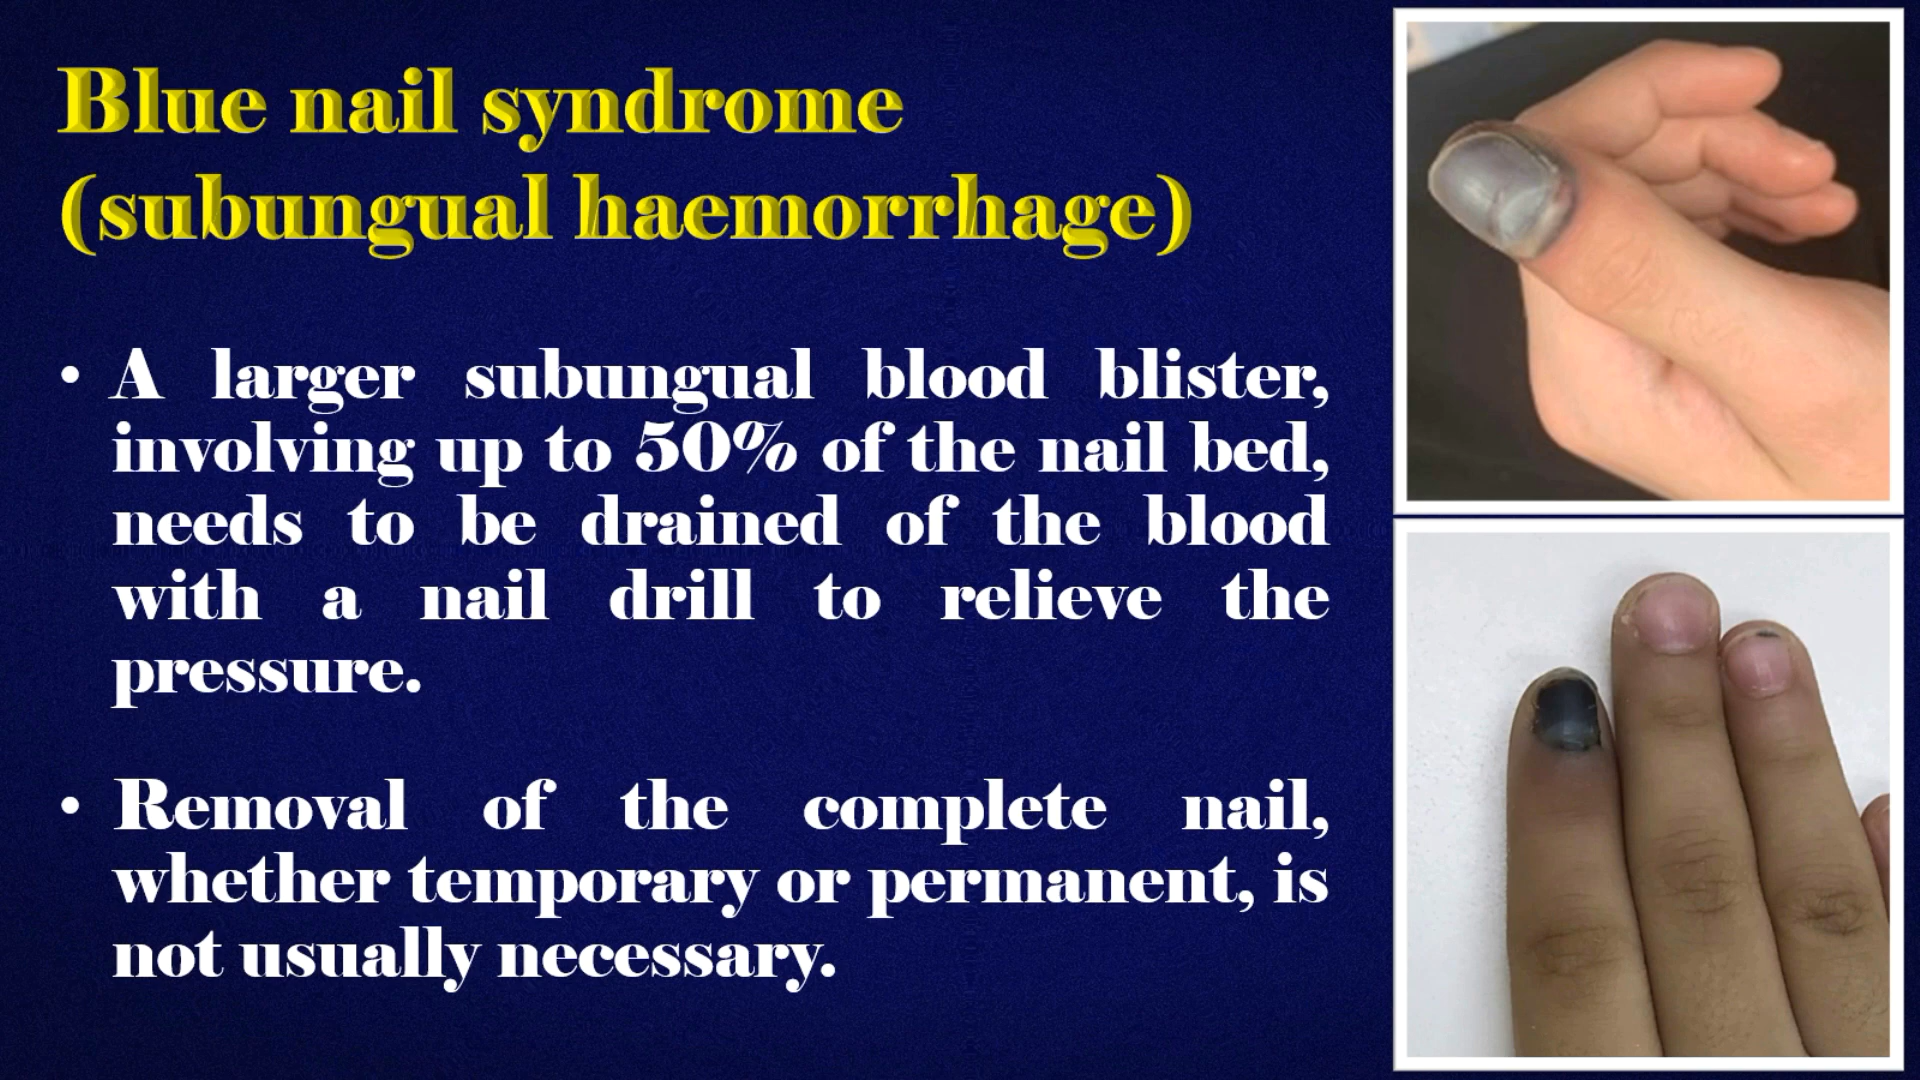 Blue nail syndrome
(subungual haemorrhage)
• A larger subungual blood blister,
involving up to 50% of the nail bed,
needs to be drained of the blood
with a nail drill to relieve the
pressure.
• Removal of the complete nail,
whether temporary or permanent, is
not usually necessary.